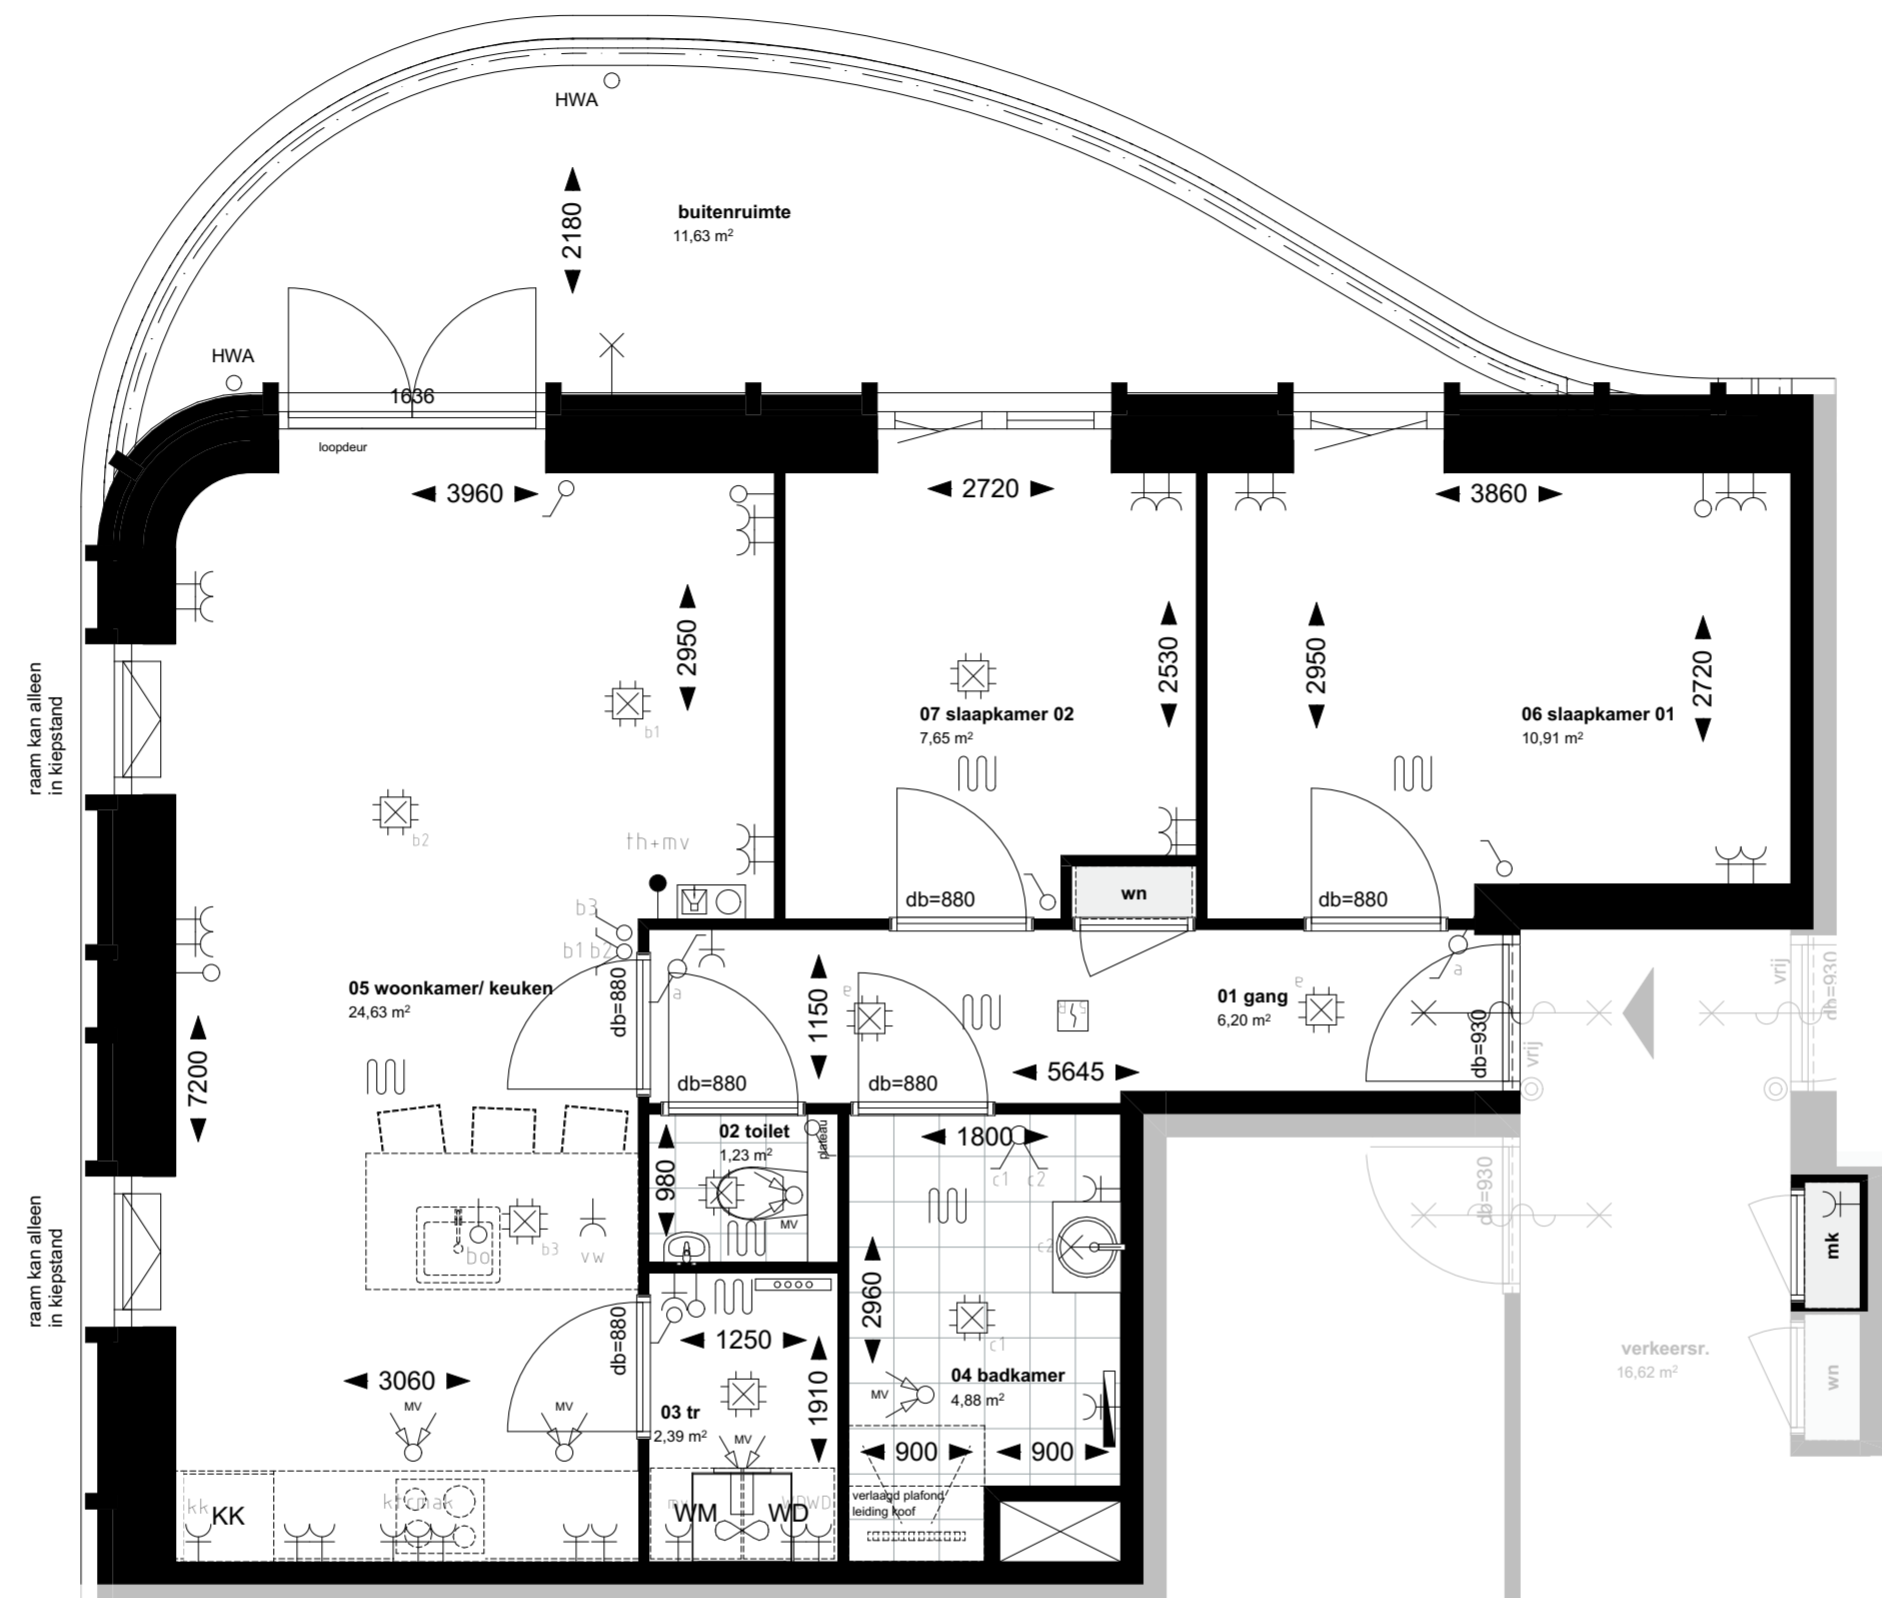 HWA
2180
buitenruimte
11,63 m²
HWA
1636
loopdeur
3960
2720
3860
2950
2530
2950
2720
raam kan alleen
in kiepstand
b1
07 slaapkamer 02
7,65 m²
06 slaapkamer 01
10,91 m²
b2
th+mv
db=880
wn
db=880
b3
b1 b2
05 woonkamer/ keuken
24,63 m²
db=880
a
1150
a
01 gang
6,20 m²
a
a
db=930
vrij
vrij
db=930
7200
db=880
db=880
5645
02 toilet
1,23 m²
plateau
980
MV
1800
c1 c2
db=930
raam kan alleen
in kiepstand
bo
b3
vw
c2
mk
db=880
1250
2960
c1
verkeersr.
16,62 m²
wn
3060
MV
MV
03 tr
2,39 m²
1910
MV
MV
04 badkamer
4,88 m²
900
900
verlaagd plafond
leiding koof
kk
KK
WM
WD
WDWD